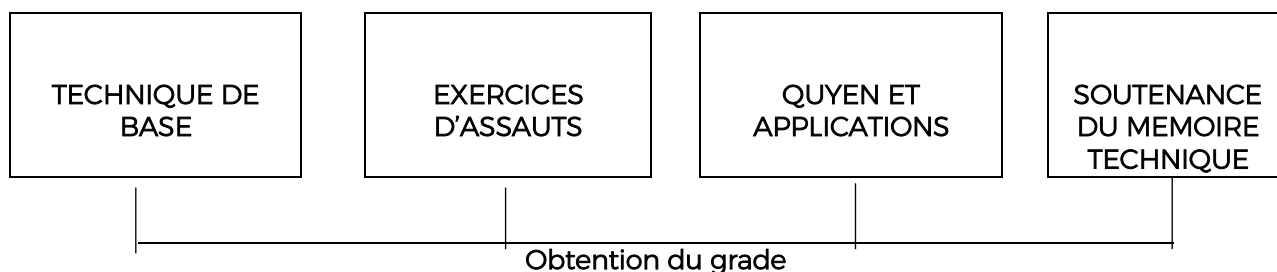 TECHNIQUE DE
BASE
EXERCICES
D’ASSAUTS
QUYEN ET
APPLICATIONS
SOUTENANCE
DU MEMOIRE
TECHNIQUE
Obtention du grade